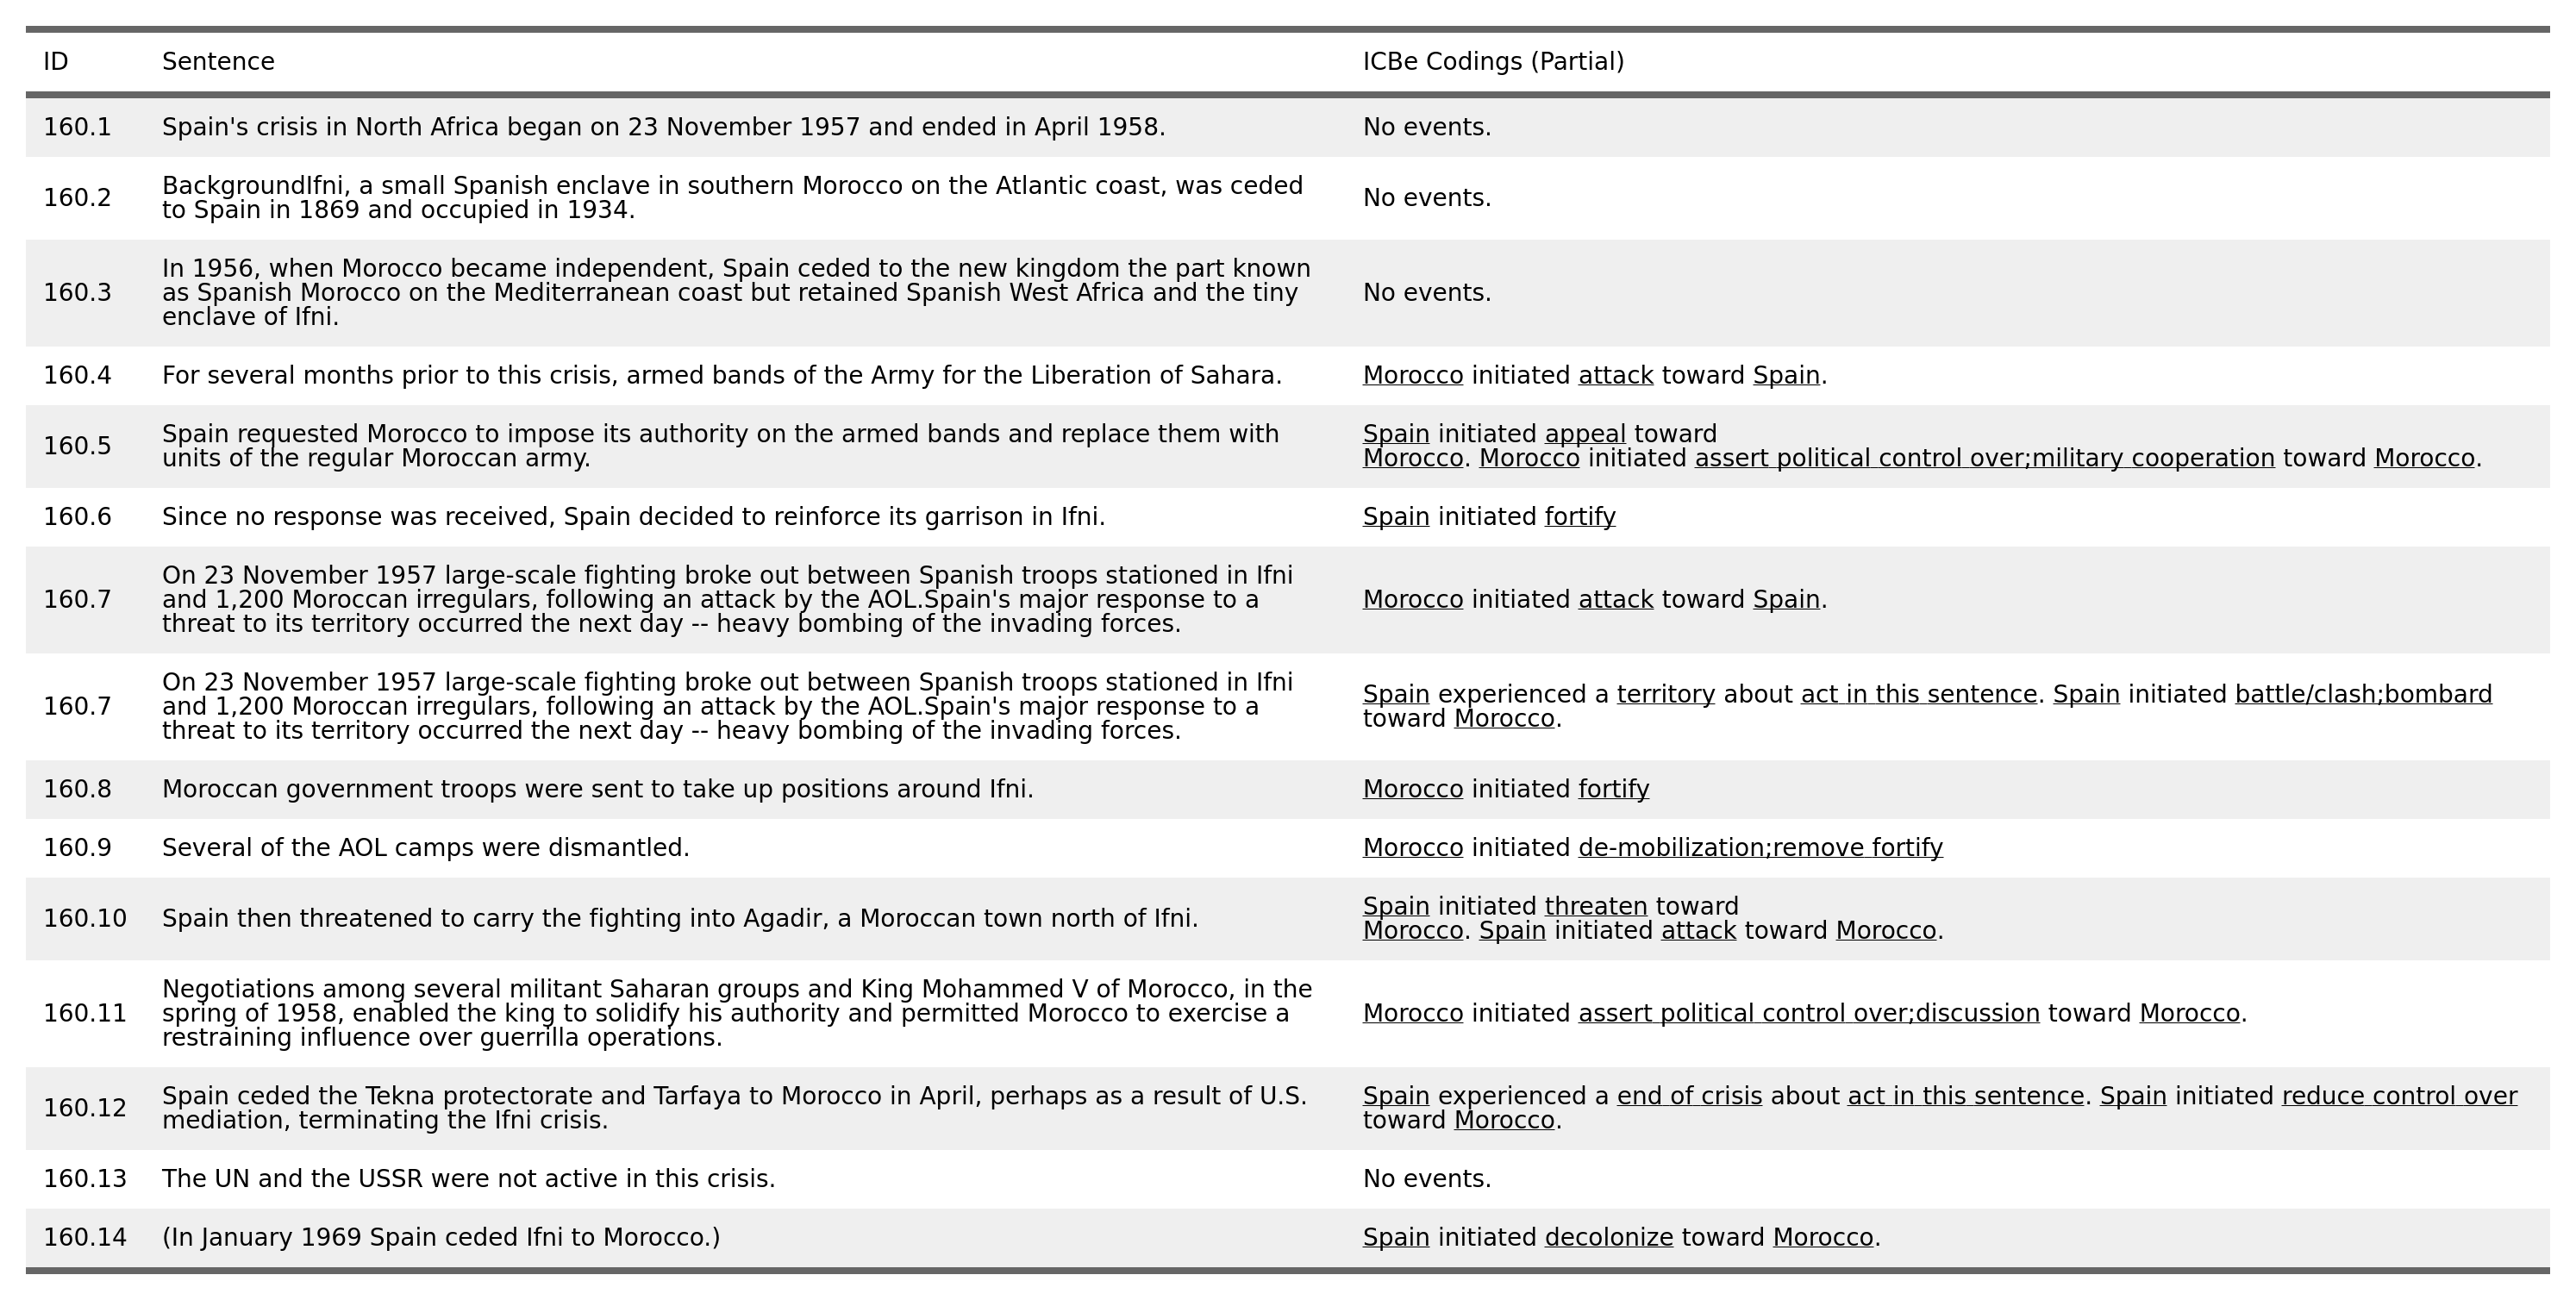 ID Sentence ICBe Codings (Partial)
160.1 Spain's crisis in North Africa began on 23 November 1957 and ended in April 1958. No events.
160.2 BackgroundIfni, a small Spanish enclave in southern Morocco on the Atlantic coast, was ceded
to Spain in 1869 and occupied in 1934. No events.
160.3 In 1956, when Morocco became independent, Spain ceded to the new kingdom the part known
as Spanish Morocco on the Mediterranean coast but retained Spanish West Africa and the tiny
enclave of Ifni. No events.
160.4 For several months prior to this crisis, armed bands of the Army for the Liberation of Sahara. Morocco initiated attack toward Spain.
160.5 Spain requested Morocco to impose its authority on the armed bands and replace them with
units of the regular Moroccan army.
Spain initiated appeal toward
Morocco. Morocco initiated assert political control over;military cooperation toward Morocco.
160.6 Since no response was received, Spain decided to reinforce its garrison in Ifni. Spain initiated fortify
160.7 On 23 November 1957 large-scale fighting broke out between Spanish troops stationed in Ifni
and 1,200 Moroccan irregulars, following an attack by the AOL.Spain's major response to a
threat to its territory occurred the next day -- heavy bombing of the invading forces.
Morocco initiated attack toward Spain.
160.7 On 23 November 1957 large-scale fighting broke out between Spanish troops stationed in Ifni
and 1,200 Moroccan irregulars, following an attack by the AOL.Spain's major response to a
threat to its territory occurred the next day -- heavy bombing of the invading forces.
Spain experienced a territory about act in this sentence. Spain initiated battle/clash;bombard
toward Morocco.
160.8 Moroccan government troops were sent to take up positions around Ifni. Morocco initiated fortify
160.9 Several of the AOL camps were dismantled. Morocco initiated de-mobilization;remove fortify
160.10 Spain then threatened to carry the fighting into Agadir, a Moroccan town north of Ifni.
Spain initiated threaten toward
Morocco. Spain initiated attack toward Morocco.
160.11 Negotiations among several militant Saharan groups and King Mohammed V of Morocco, in the
spring of 1958, enabled the king to solidify his authority and permitted Morocco to exercise a
restraining influence over guerrilla operations.
Morocco initiated assert political control over;discussion toward Morocco.
160.12 Spain ceded the Tekna protectorate and Tarfaya to Morocco in April, perhaps as a result of U.S.
mediation, terminating the Ifni crisis.
Spain experienced a end of crisis about act in this sentence. Spain initiated reduce control over
toward Morocco.
160.13 The UN and the USSR were not active in this crisis. No events.
160.14 (In January 1969 Spain ceded Ifni to Morocco.) Spain initiated decolonize toward Morocco.